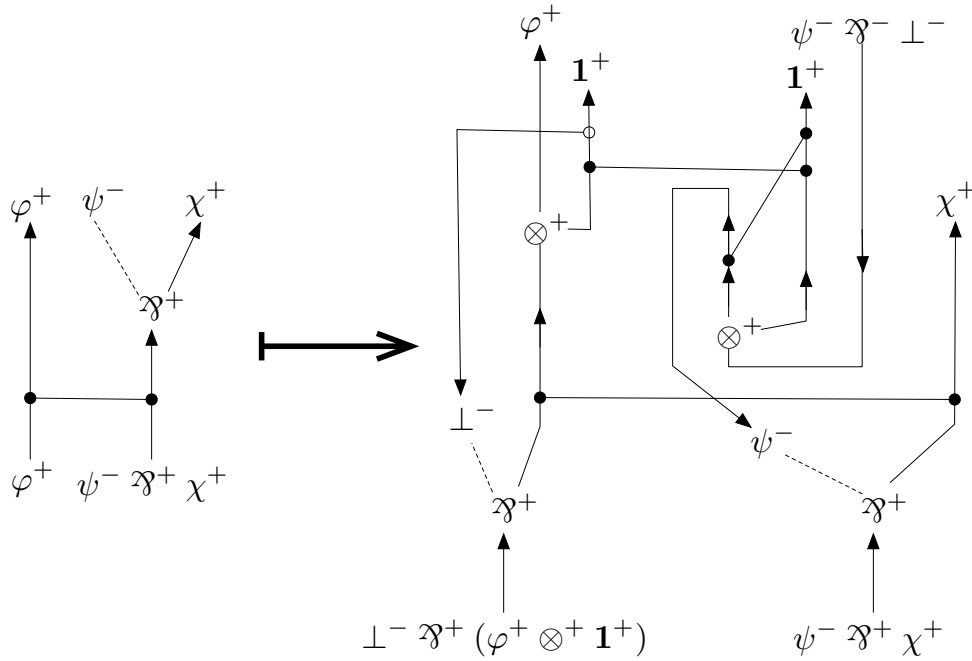 φ⁺
ψ⁻ ⅋⁻ ⊥⁻
1⁺
1⁺
φ⁺ ψ⁻ χ⁺
χ⁺
⊗⁺
⅋⁺
⊗⁺
⊥⁻
ψ⁻
φ⁺ ψ⁻ ⅋⁺ χ⁺
⅋⁺
⅋⁺
⊥⁻ ⅋⁺ (φ⁺ ⊗⁺ 1⁺)
ψ⁻ ⅋⁺ χ⁺